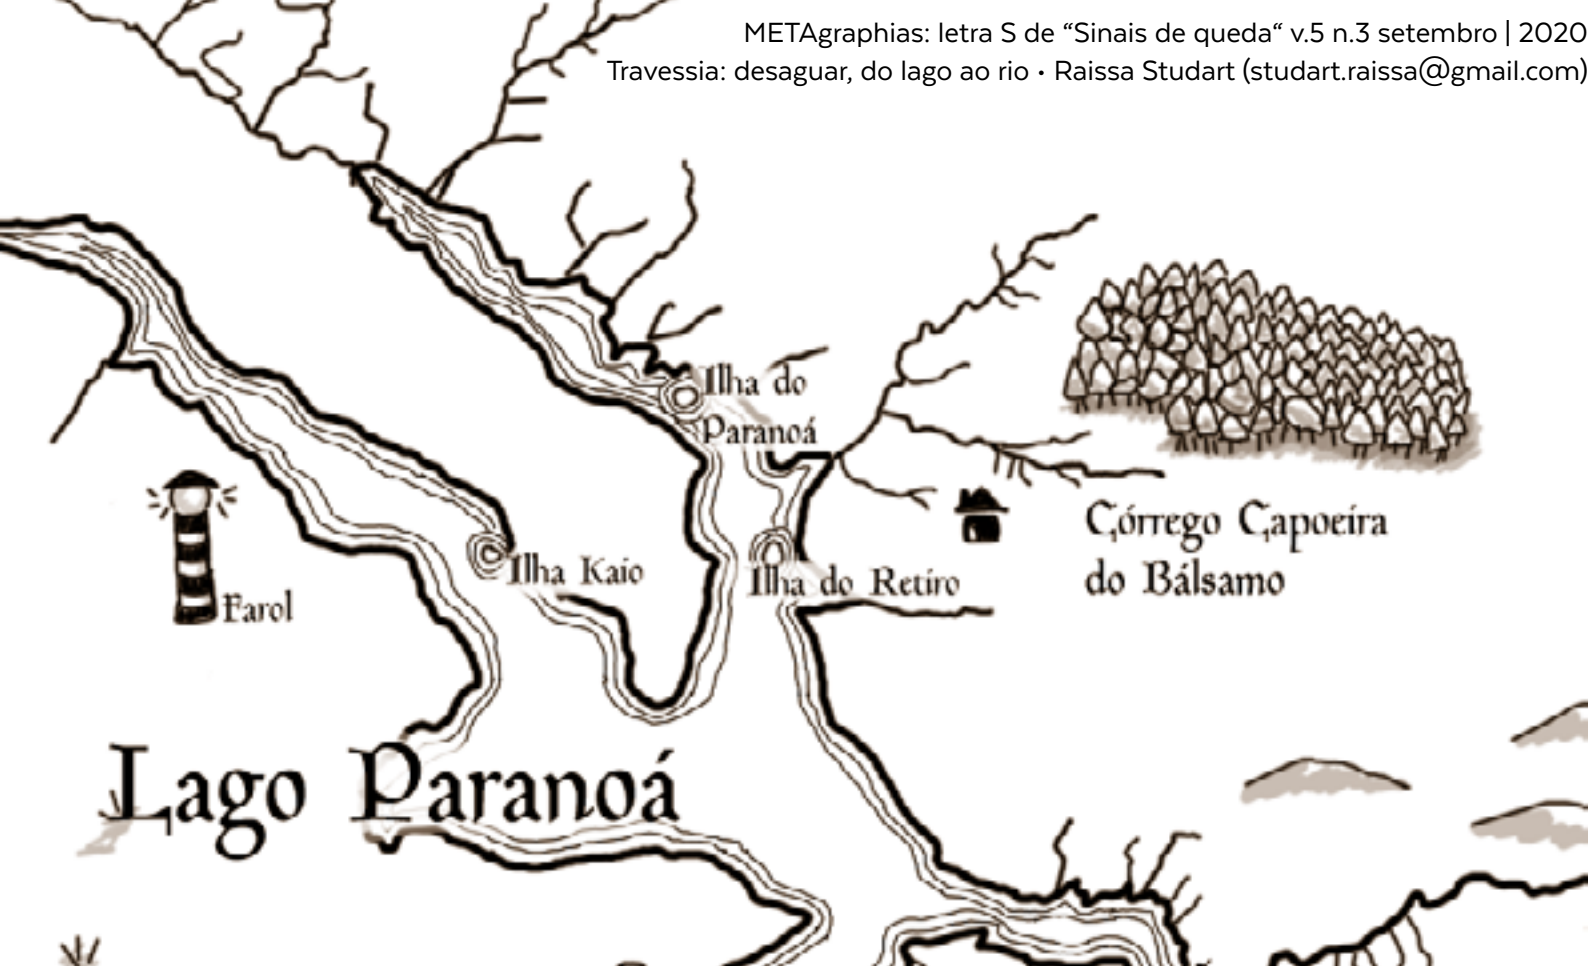 METAgraphias: letra S de “Sinais de queda“ v.5 n.3 setembro | 2020
Travessia: desaguar, do lago ao rio • Raissa Studart (studart.raissa@gmail.com)
Ilha do
Paranoá
Córrego Capoeira
do Bálsamo
Ilha Kaio
Ilha do Retiro
Farol
Lago Paranoá